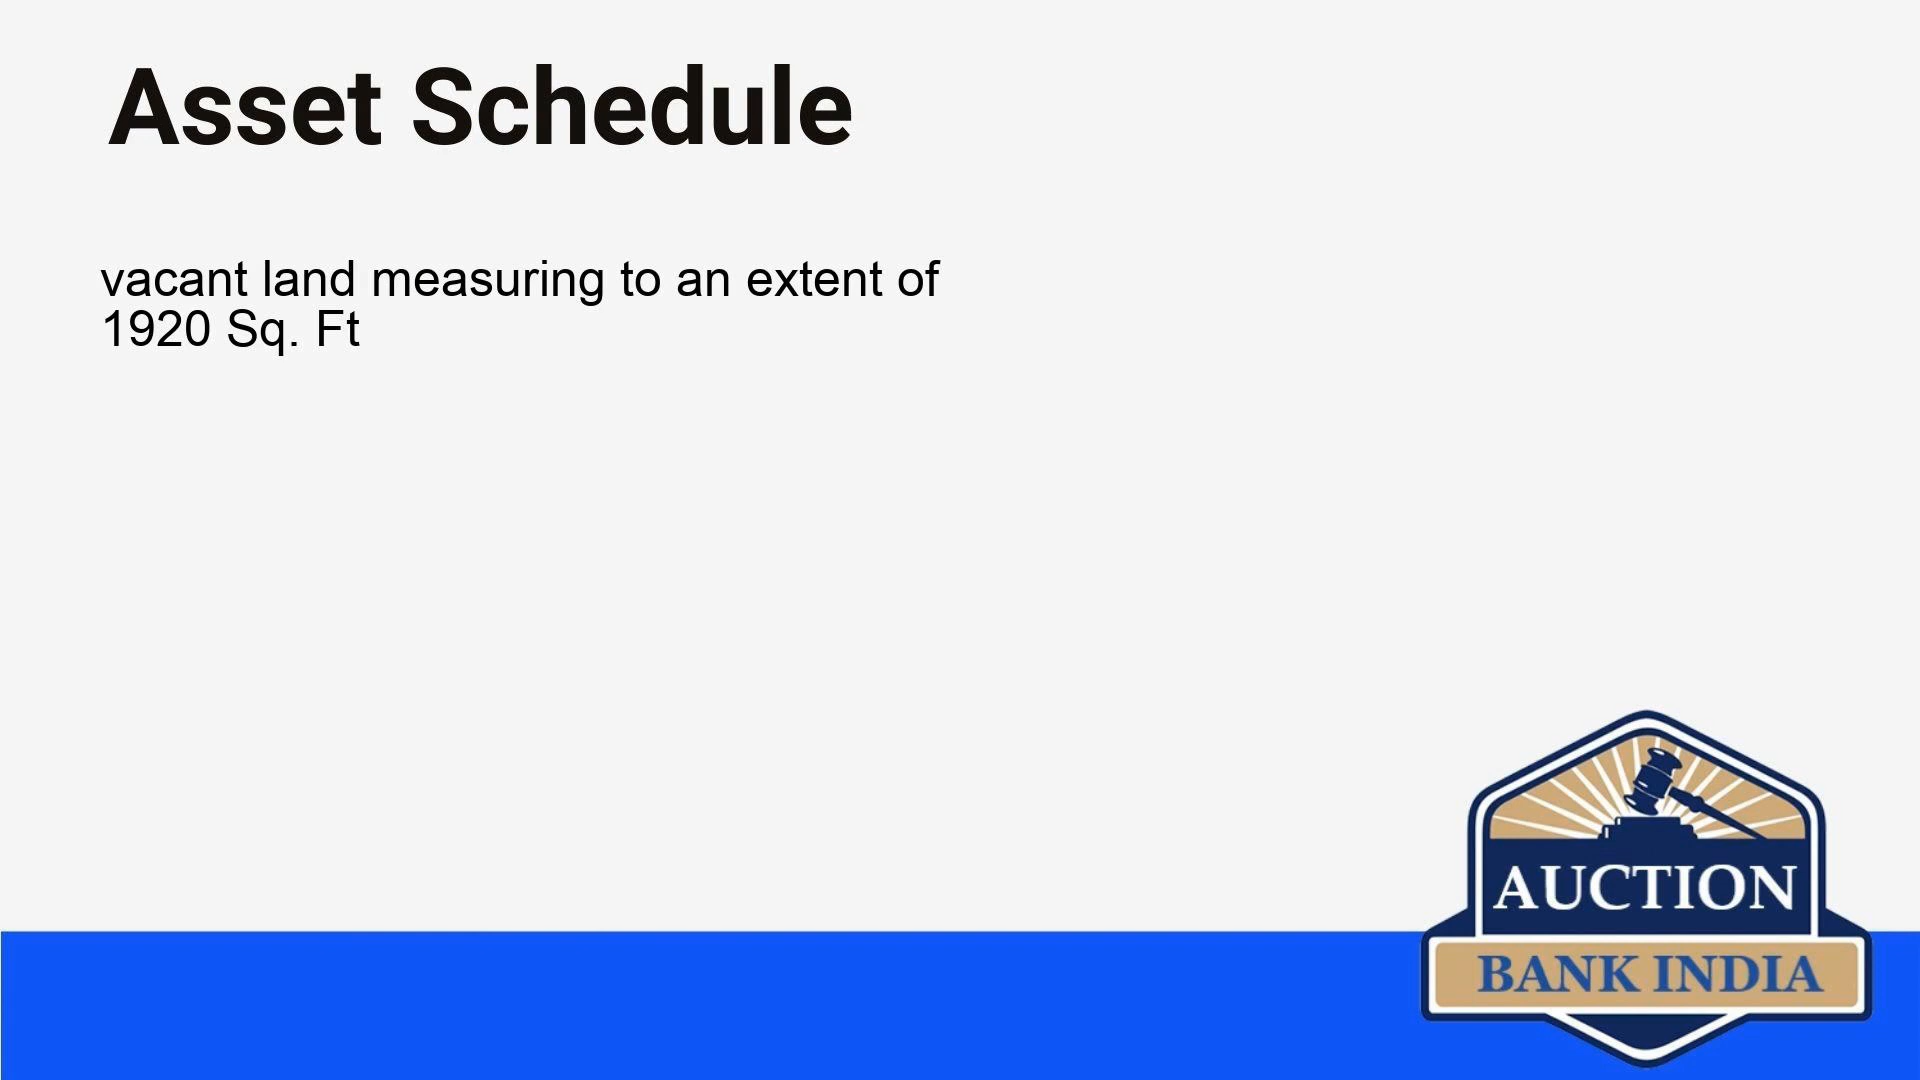 Asset Schedule
vacant land measuring to an extent of
1920 Sq. Ft
AUCTION
BANK INDIA